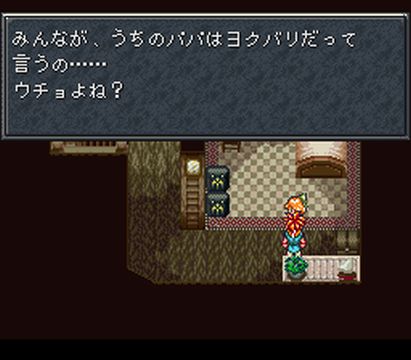 みんなが、うちのパパはヨクバリだって
言うの……
ウチョよね？